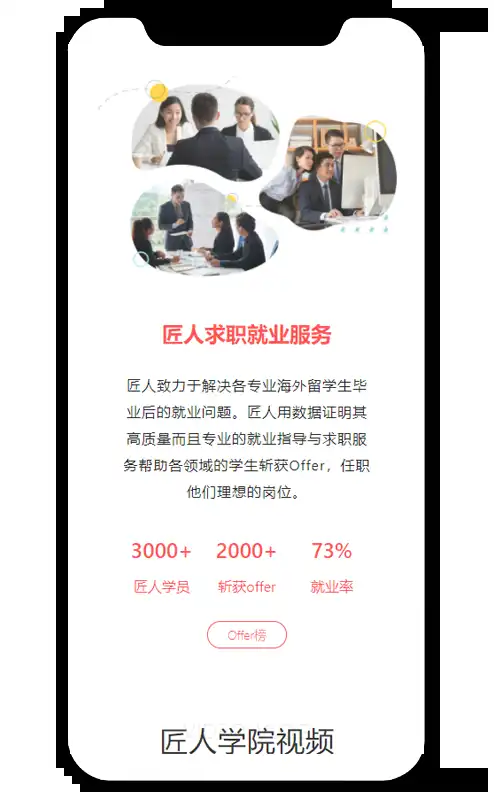 匠人求职就业服务
匠人致力于解决各专业海外留学生毕
业后的就业问题。匠人用数据证明其
高质量而且专业的就业指导与求职服
务帮助各领域的学生斩获Offer，任职
他们理想的岗位。
3000+ 2000+ 73%
匠人学员 斩获offer 就业率
Offer榜
匠人学院视频